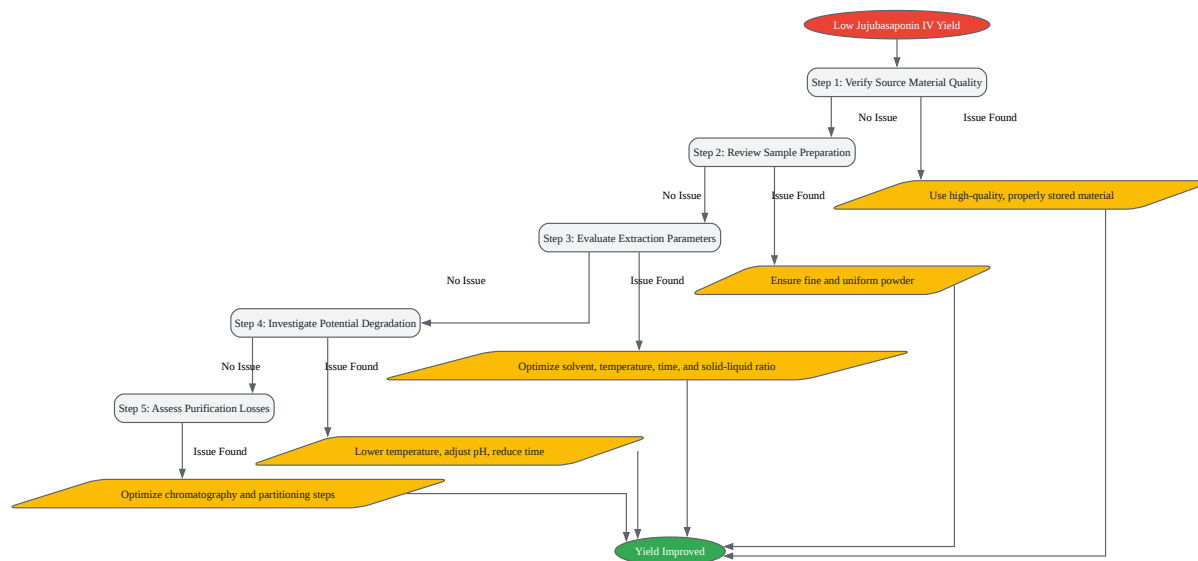 Low Jujubasaponin IV Yield
Step 1: Verify Source Material Quality
No Issue
Issue Found
Step 2: Review Sample Preparation
No Issue
Issue Found
Use high-quality, properly stored material
Step 3: Evaluate Extraction Parameters
No Issue
Issue Found
Ensure fine and uniform powder
Step 4: Investigate Potential Degradation
No Issue
Issue Found
Optimize solvent, temperature, time, and solid-liquid ratio
Step 5: Assess Purification Losses
Issue Found
Lower temperature, adjust pH, reduce time
Optimize chromatography and partitioning steps
Yield Improved